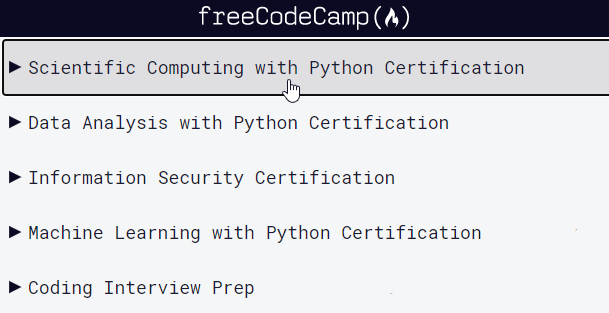 freeCodeCamp(🔥)
▶ Scientific Computing with Python Certification
▶ Data Analysis with Python Certification
▶ Information Security Certification
▶ Machine Learning with Python Certification
▶ Coding Interview Prep